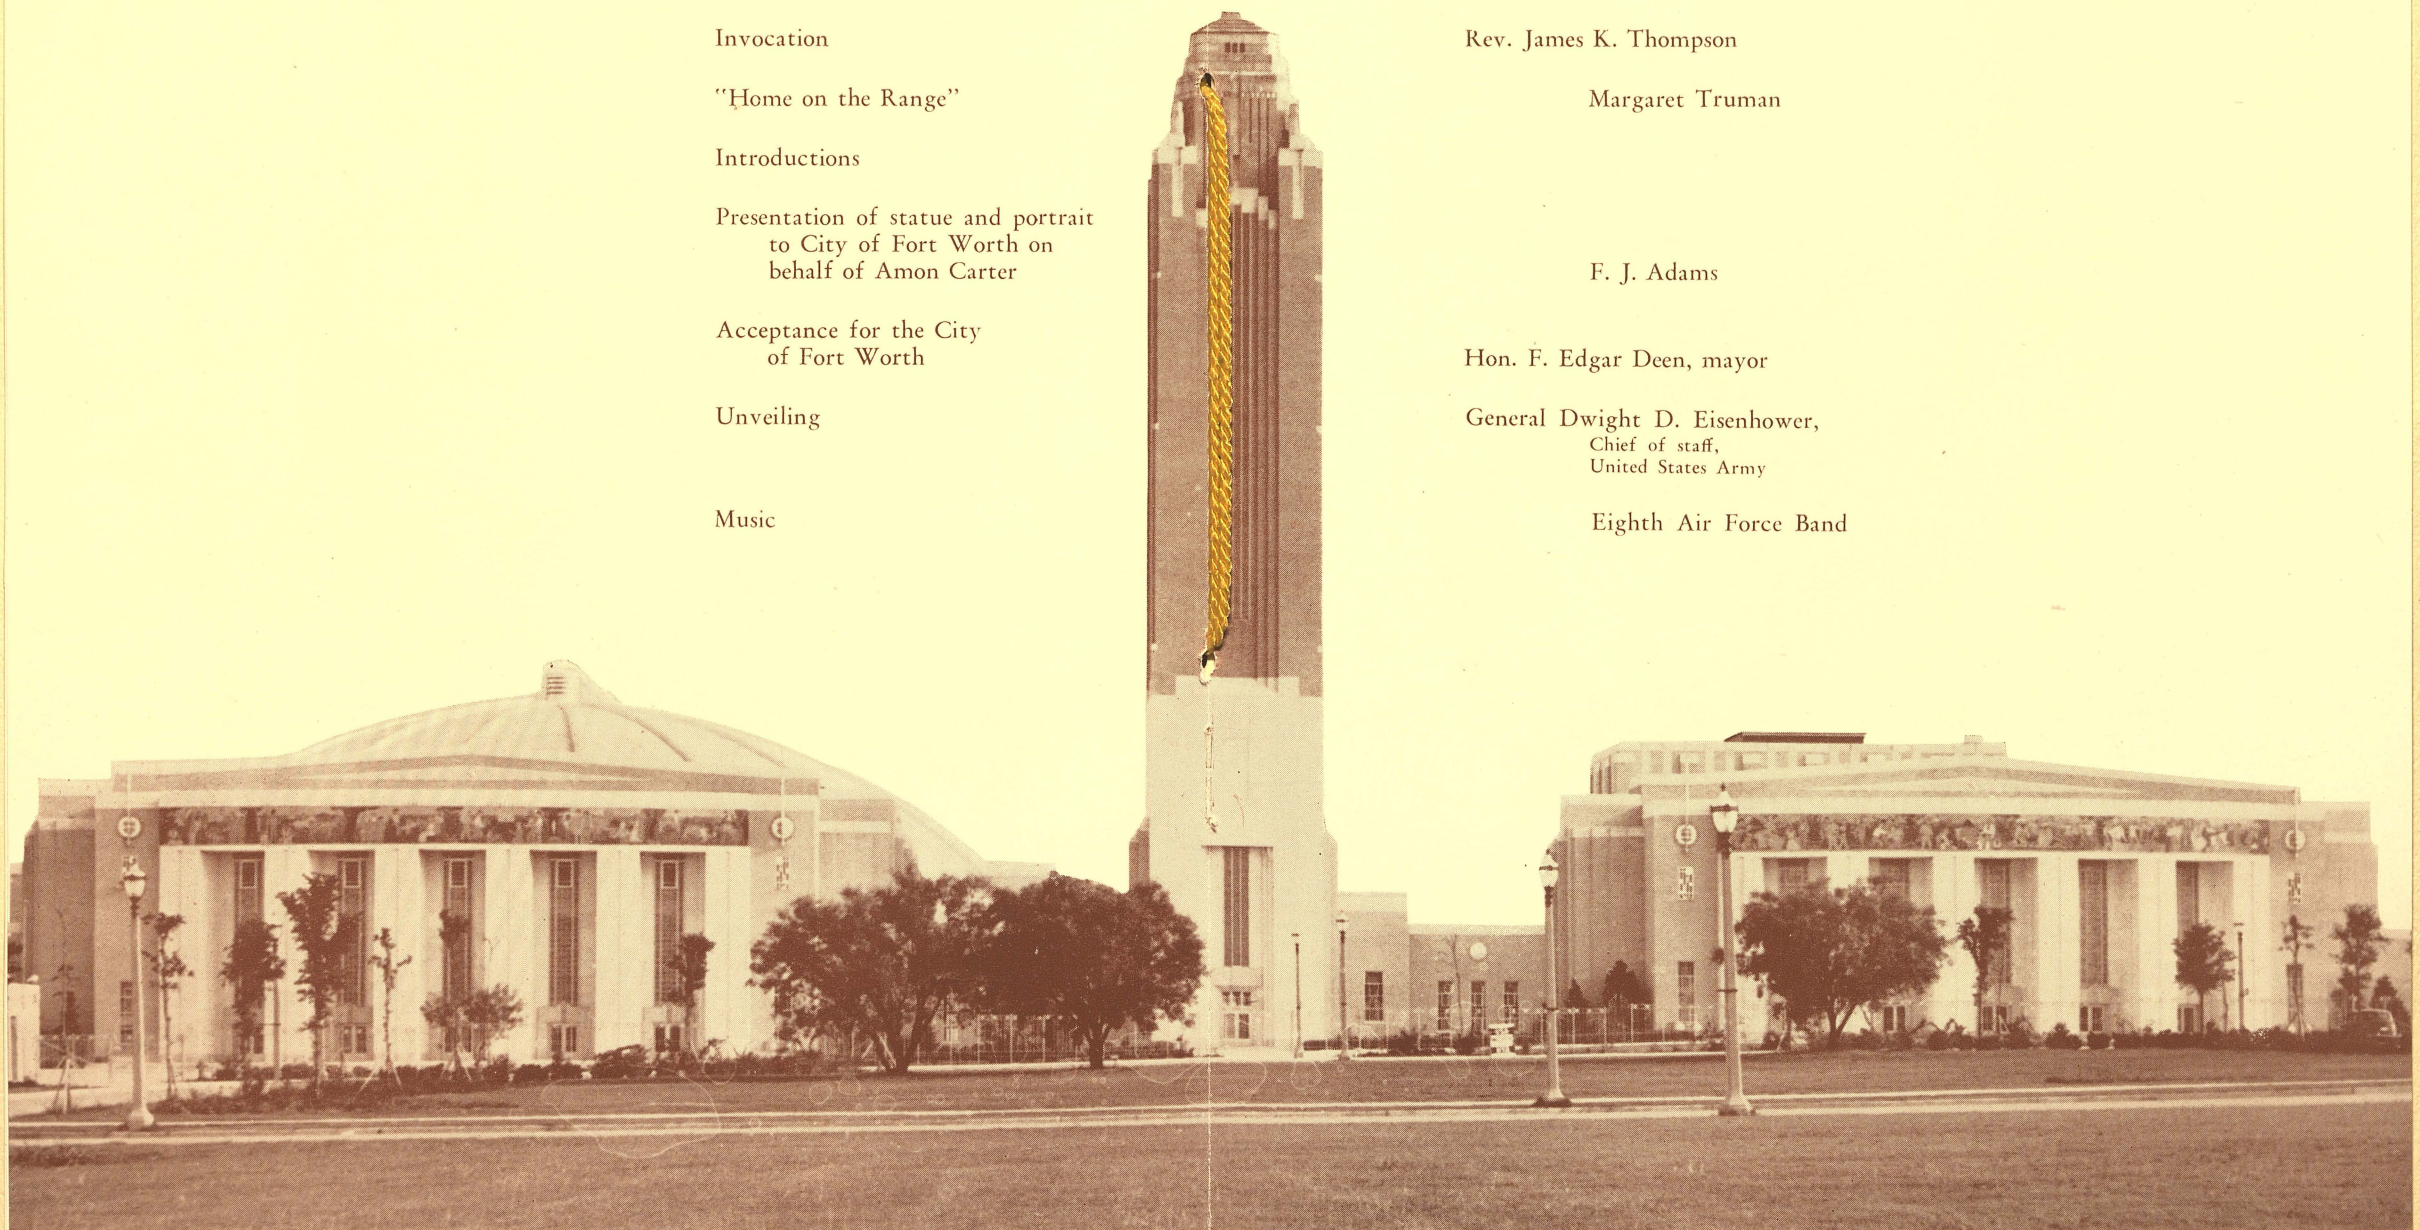 Invocation Rev. James K. Thompson
"Home on the Range" Margaret Truman
Introductions
Presentation of statue and portrait
to City of Fort Worth on
behalf of Amon Carter F. J. Adams
Acceptance for the City
of Fort Worth Hon. F. Edgar Deen, mayor
Unveiling General Dwight D. Eisenhower,
Chief of staff,
United States Army
Music Eighth Air Force Band